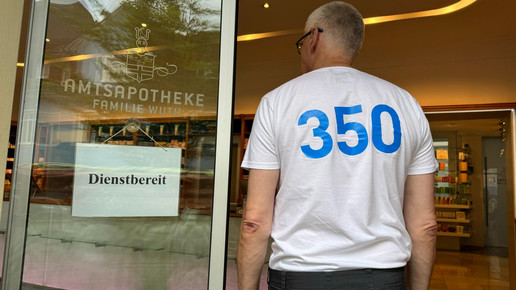 AMTSAPOTHEKE
FAMILIE
Dienstbereit
350